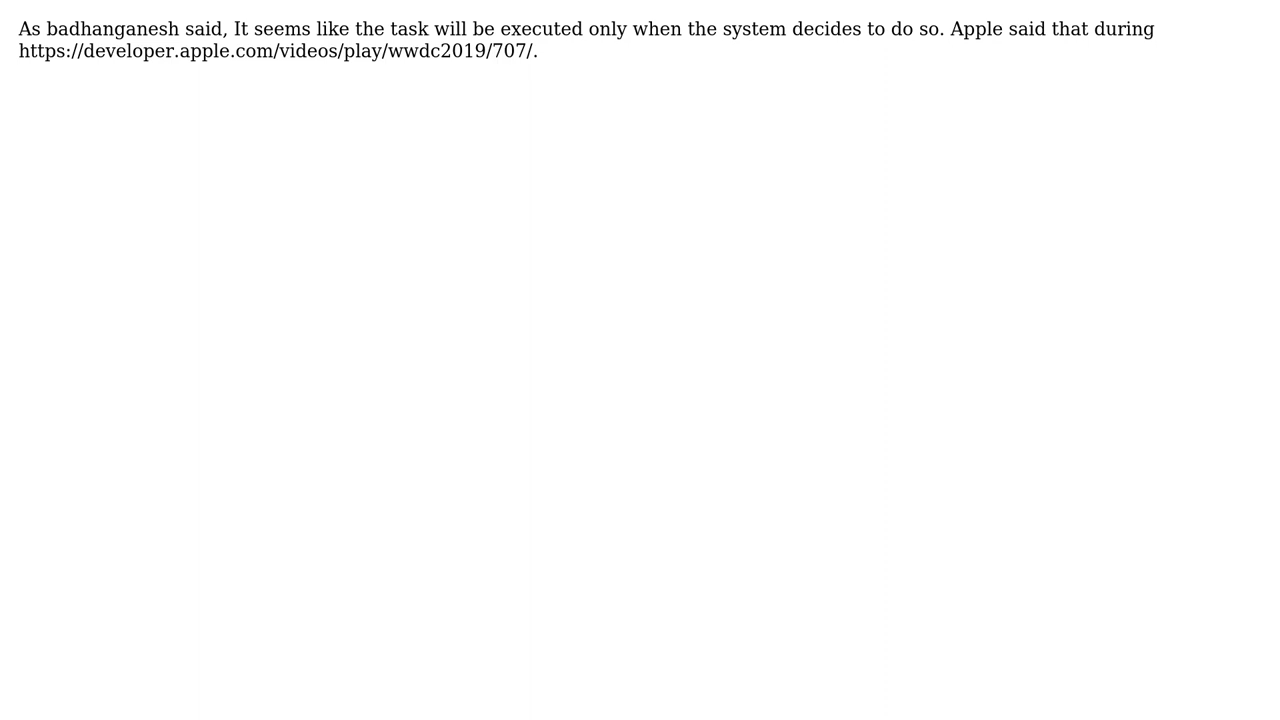 As badhanganesh said, It seems like the task will be executed only when the system decides to do so. Apple said that during
https://developer.apple.com/videos/play/wwdc2019/707/.